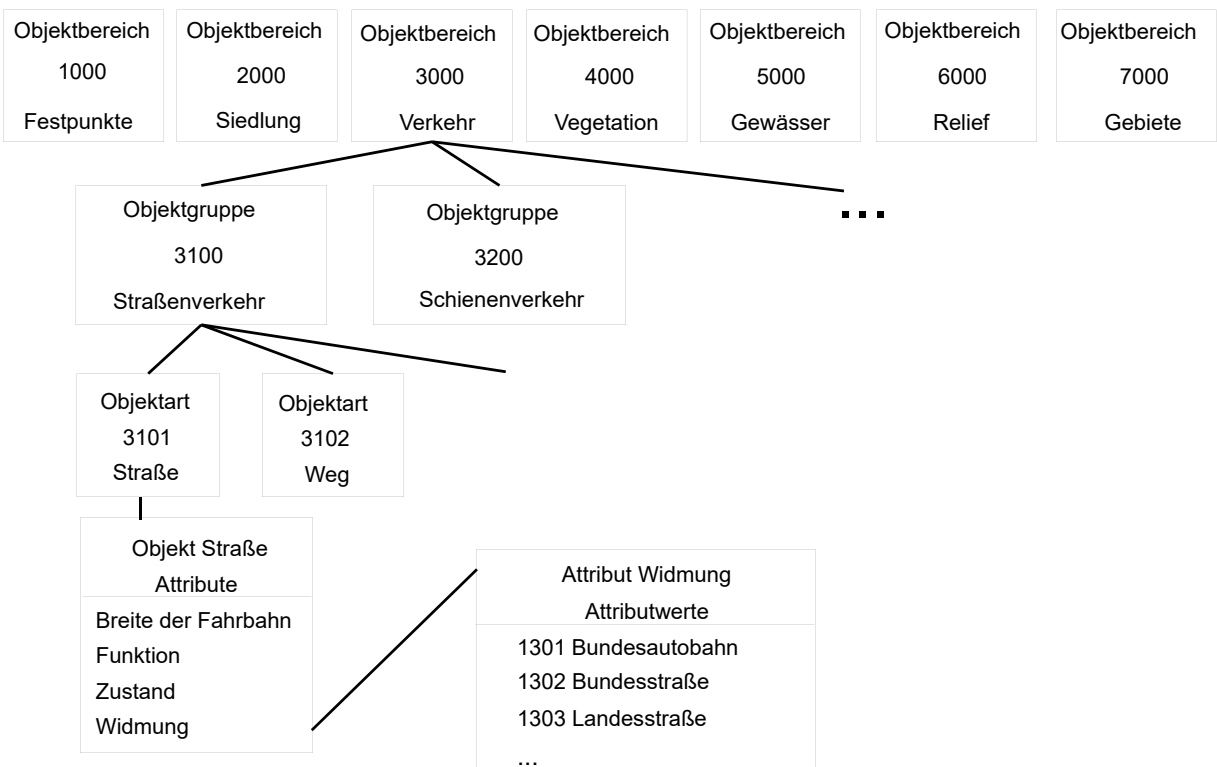 Objektbereich
1000
Festpunkte
Objektbereich
2000
Siedlung
Objektbereich
3000
Verkehr
Objektbereich
4000
Vegetation
Objektbereich
5000
Gewässer
Objektbereich
6000
Relief
Objektbereich
7000
Gebiete
Objektgruppe
3100
Straßenverkehr
Objektgruppe
3200
Schienenverkehr
...
Objektart
3101
Straße
Objektart
3102
Weg
Objekt Straße
Attribute
Breite der Fahrbahn
Funktion
Zustand
Widmung
Attribut Widmung
Attributwerte
1301 Bundesautobahn
1302 Bundesstraße
1303 Landesstraße
...